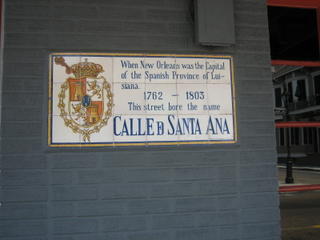 When New Orleans was the Capital
of the Spanish Province of Lui-
siana
1762 — 1803
This street bore the name
CALLE D SANTA ANA